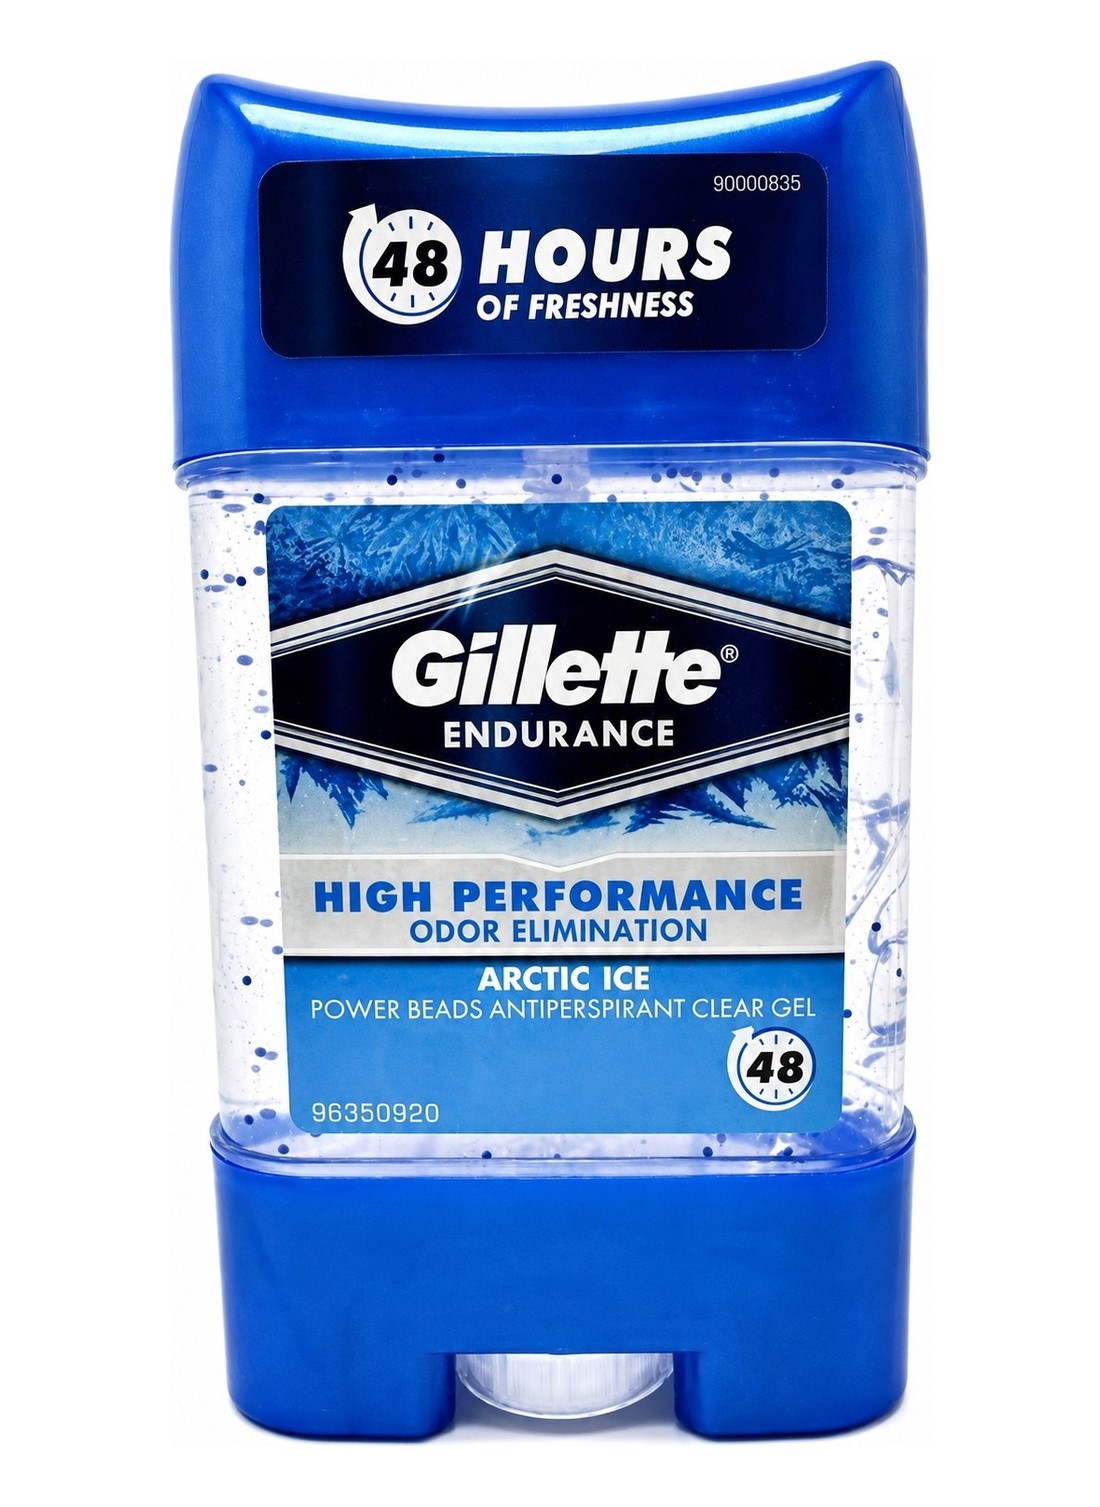 90000835
48 HOURS
OF FRESHNESS
Gillette®
ENDURANCE
HIGH PERFORMANCE
ODOR ELIMINATION
ARCTIC ICE
POWER BEADS ANTIPERSPIRANT CLEAR GEL
48
96350920